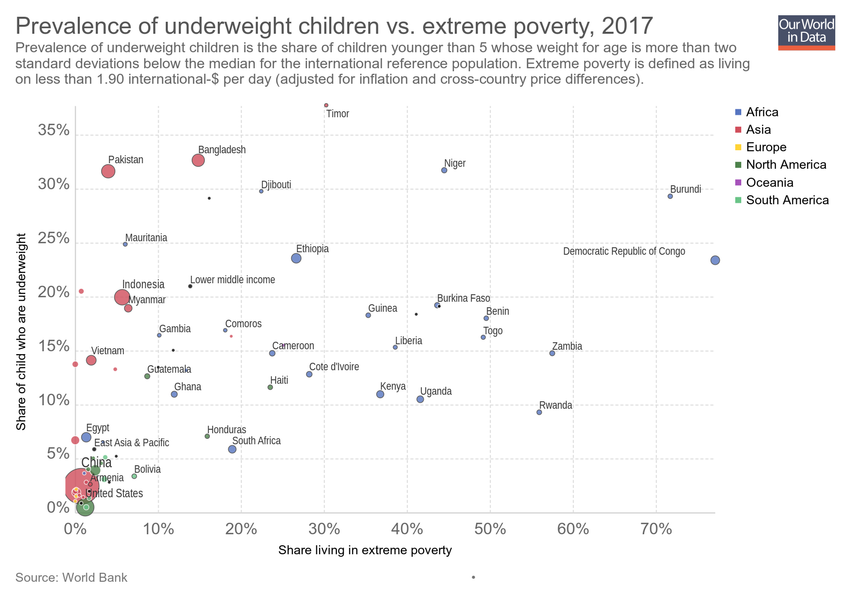 Prevalence of underweight children vs. extreme poverty, 2017
Our World
in Data
Prevalence of underweight children is the share of children younger than 5 whose weight for age is more than two
standard deviations below the median for the international reference population. Extreme poverty is defined as living
on less than 1.90 international-$ per day (adjusted for inflation and cross-country price differences).
Africa
Asia
Europe
North America
Oceania
South America
Share of child who are underweight
35%
30%
25%
20%
15%
10%
5%
0%
Timor
Pakistan
Bangladesh
Niger
Djibouti
Burundi
Mauritania
Ethiopia
Democratic Republic of Congo
Indonesia
Lower middle income
Myanmar
Burkina Faso
Guinea
Benin
Gambia
Comoros
Togo
Liberia
Vietnam
Cameroon
Zambia
Guatemala
Cote d'Ivoire
Ghana
Haiti
Kenya
Uganda
Rwanda
Egypt
Honduras
East Asia & Pacific
South Africa
China
Bolivia
Armenia
United States
0%
10%
20%
30%
40%
50%
60%
70%
Share living in extreme poverty
Source: World Bank